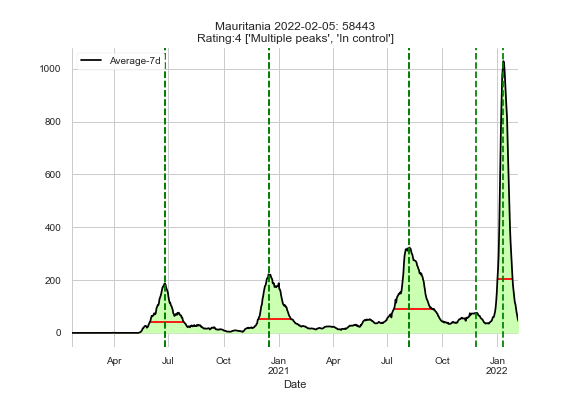 Mauritania 2022-02-05: 58443
Rating:4 ['Multiple peaks', 'In control']
Average-7d
1000
800
600
400
200
0
Apr
Jul
Oct
Jan
2021
Apr
Jul
Oct
Jan
2022
Date